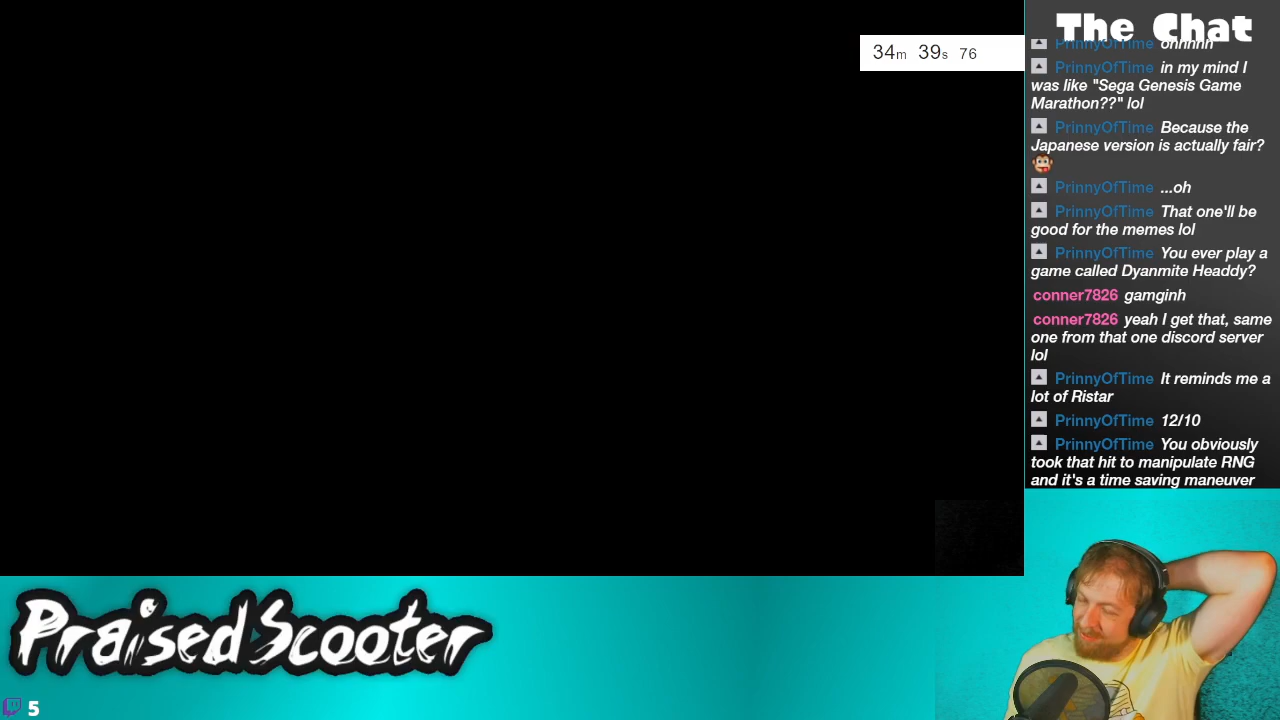 The Chat
34m 39s 76
PrinnyOfTime ohhhhh
PrinnyOfTime in my mind I
was like "Sega Genesis Game
Marathon??" lol
PrinnyOfTime Because the
Japanese version is actually fair?
PrinnyOfTime ...oh
PrinnyOfTime That one'll be
good for the memes lol
PrinnyOfTime You ever play a
game called Dyanmite Headdy?
conner7826 gamginh
conner7826 yeah I get that, same
one from that one discord server
lol
PrinnyOfTime It reminds me a
lot of Ristar
PrinnyOfTime 12/10
PrinnyOfTime You obviously
took that hit to manipulate RNG
and it's a time saving maneuver
PraisedScooter
5